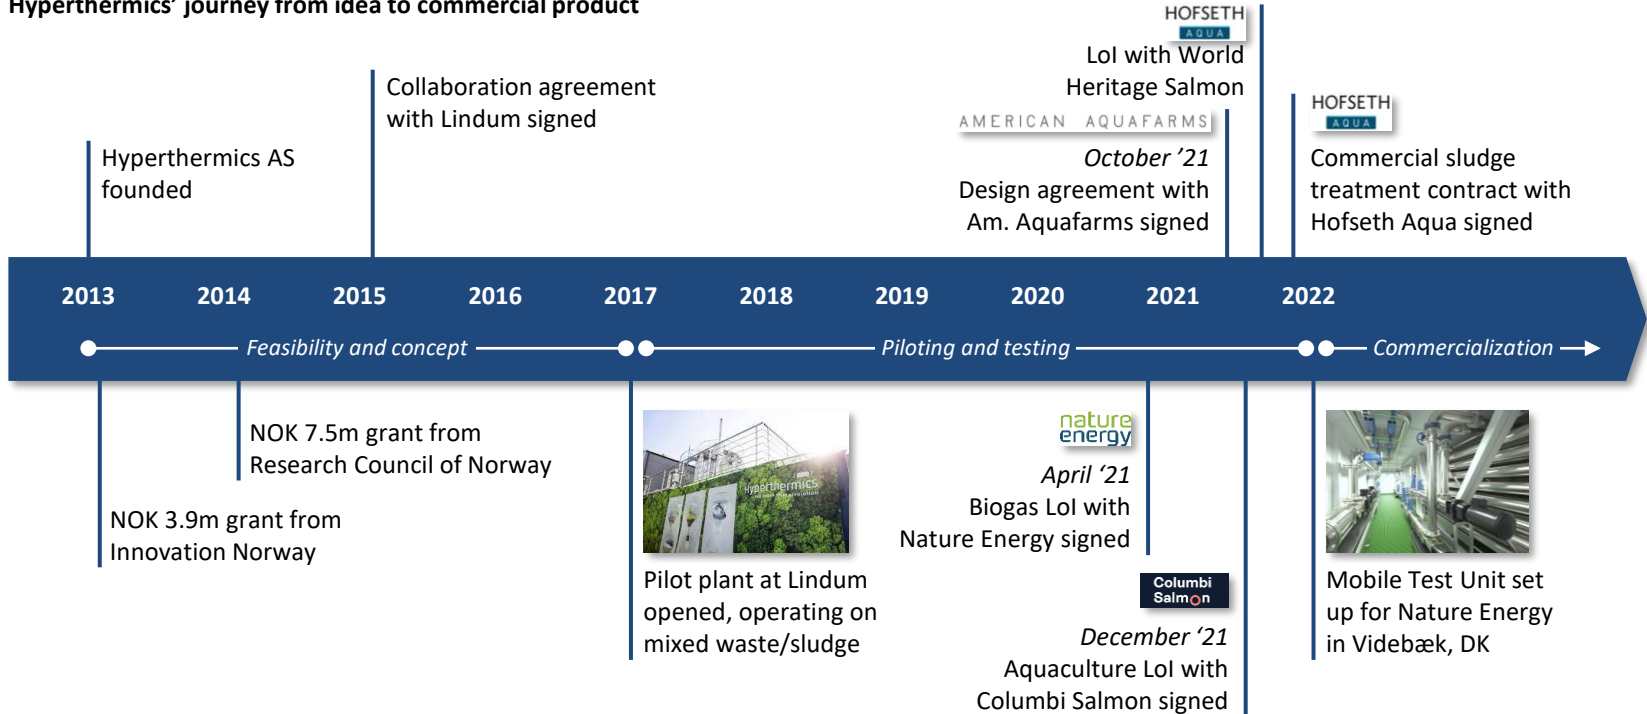 Hyperthermics’ journey from idea to commercial product
HOFSETH
AQUA
LoI with World
Heritage Salmon
Collaboration agreement
with Lindum signed
AMERICAN AQUAFARMS
October ’21
Design agreement with
Am. Aquafarms signed
HOFSETH
AQUA
Commercial sludge
treatment contract with
Hofseth Aqua signed
Hyperthermics AS
founded
2013 2014 2015 2016 2017 2018 2019 2020 2021 2022
Feasibility and concept Piloting and testing Commercialization
NOK 7.5m grant from
Research Council of Norway
NOK 3.9m grant from
Innovation Norway
Hyperthermics
Pilot plant at Lindum
opened, operating on
mixed waste/sludge
nature
energy
April ‘21
Biogas LoI with
Nature Energy signed
Columbi
Salmon
December ‘21
Aquaculture LoI with
Columbi Salmon signed
Mobile Test Unit set
up for Nature Energy
in Videbæk, DK